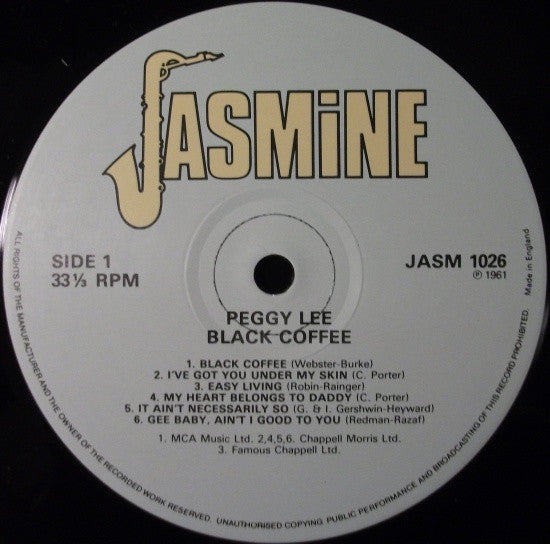 JASMiNE
SIDE 1
33⅓ RPM
JASM 1026
℗ 1961
Made in England
PEGGY LEE
BLACK COFFEE
1. BLACK COFFEE (Webster-Burke)
2. I'VE GOT YOU UNDER MY SKIN (C. Porter)
3. EASY LIVING (Robin-Rainger)
4. MY HEART BELONGS TO DADDY (C. Porter)
5. IT AIN'T NECESSARILY SO (G. & I. Gershwin-Heyward)
6. GEE BABY, AIN'T I GOOD TO YOU (Redman-Razaf)
1. MCA Music Ltd. 2,4,5,6. Chappell Morris Ltd.
3. Famous Chappell Ltd.
ALL RIGHTS OF THE MANUFACTURER AND THE OWNER OF THE RECORDED WORK RESERVED. UNAUTHORISED COPYING, PUBLIC PERFORMANCE AND BROADCASTING OF THIS RECORD PROHIBITED.